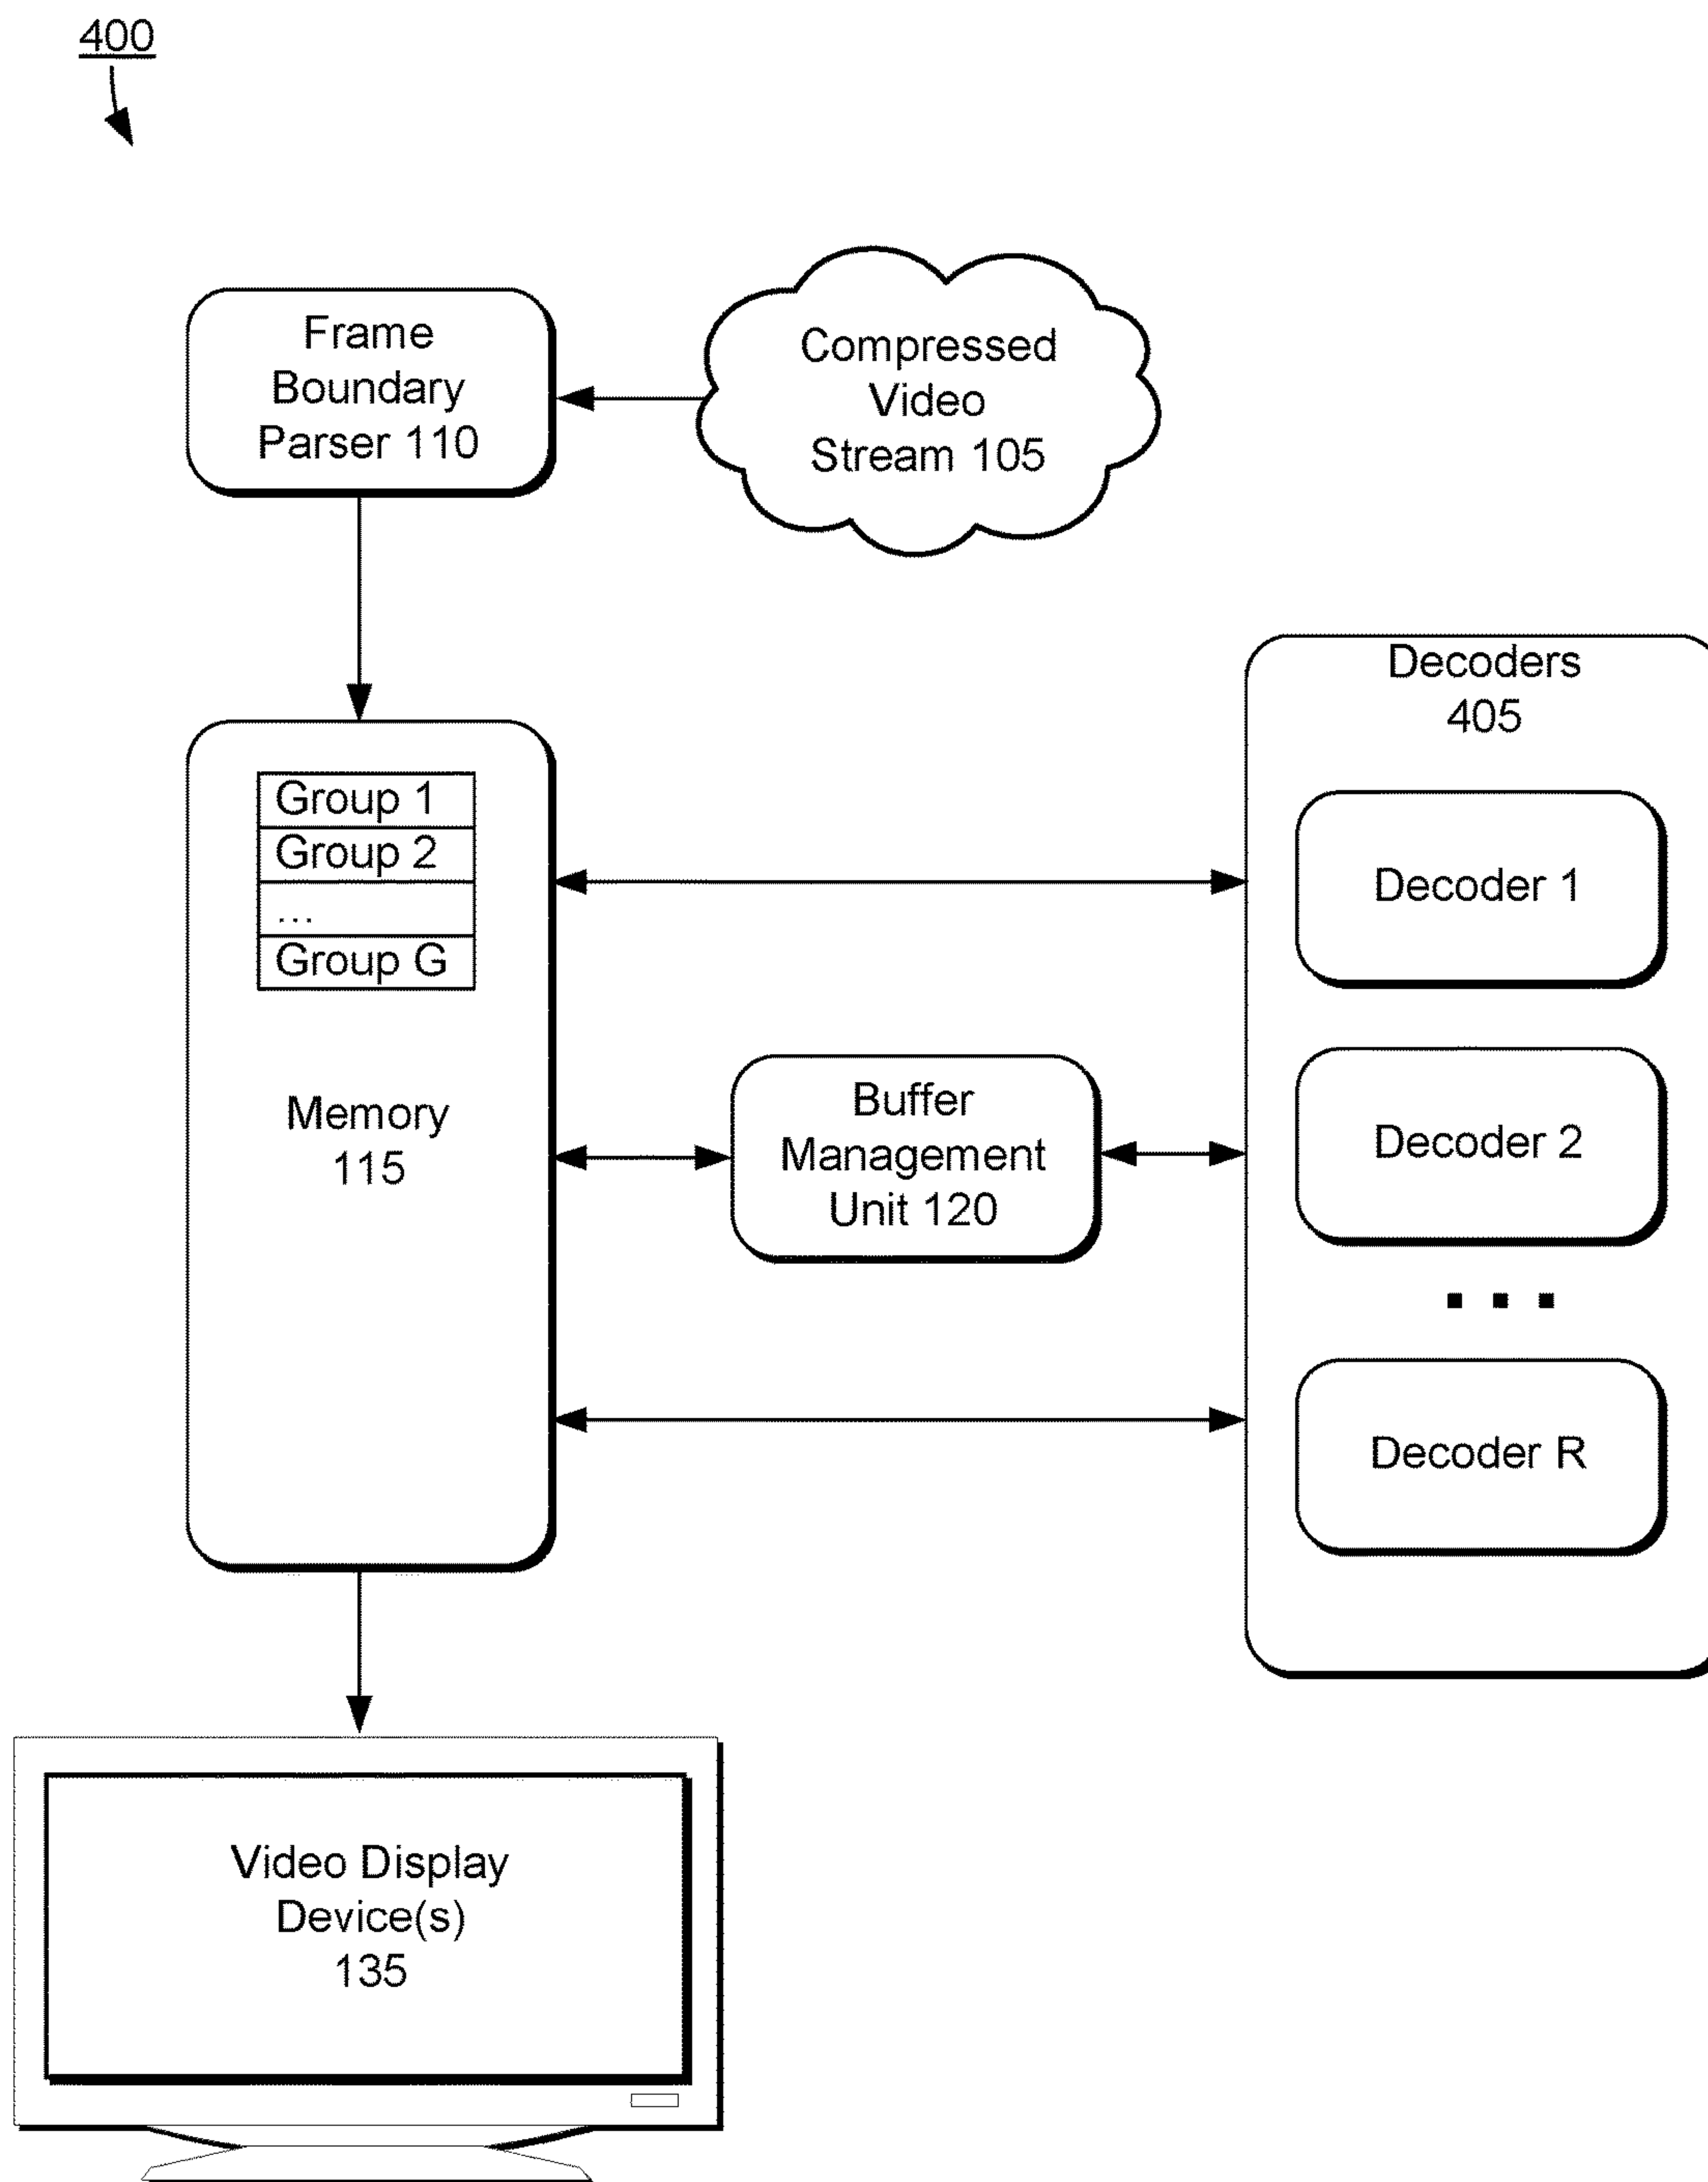 400
Frame
Boundary
Parser 110
Compressed
Video
Stream 105
Decoders
405
Group 1
Group 2
...
Group G
Decoder 1
Memory
115
Buffer
Management
Unit 120
Decoder 2
...
Decoder R
Video Display
Device(s)
135